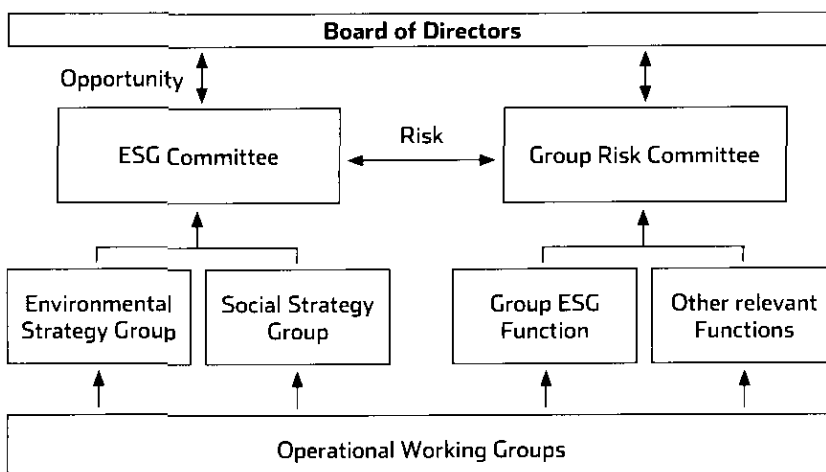 Board of Directors
Opportunity
Risk
ESG Committee
Group Risk Committee
Environmental
Strategy Group
Social Strategy
Group
Group ESG
Function
Other relevant
Functions
Operational Working Groups